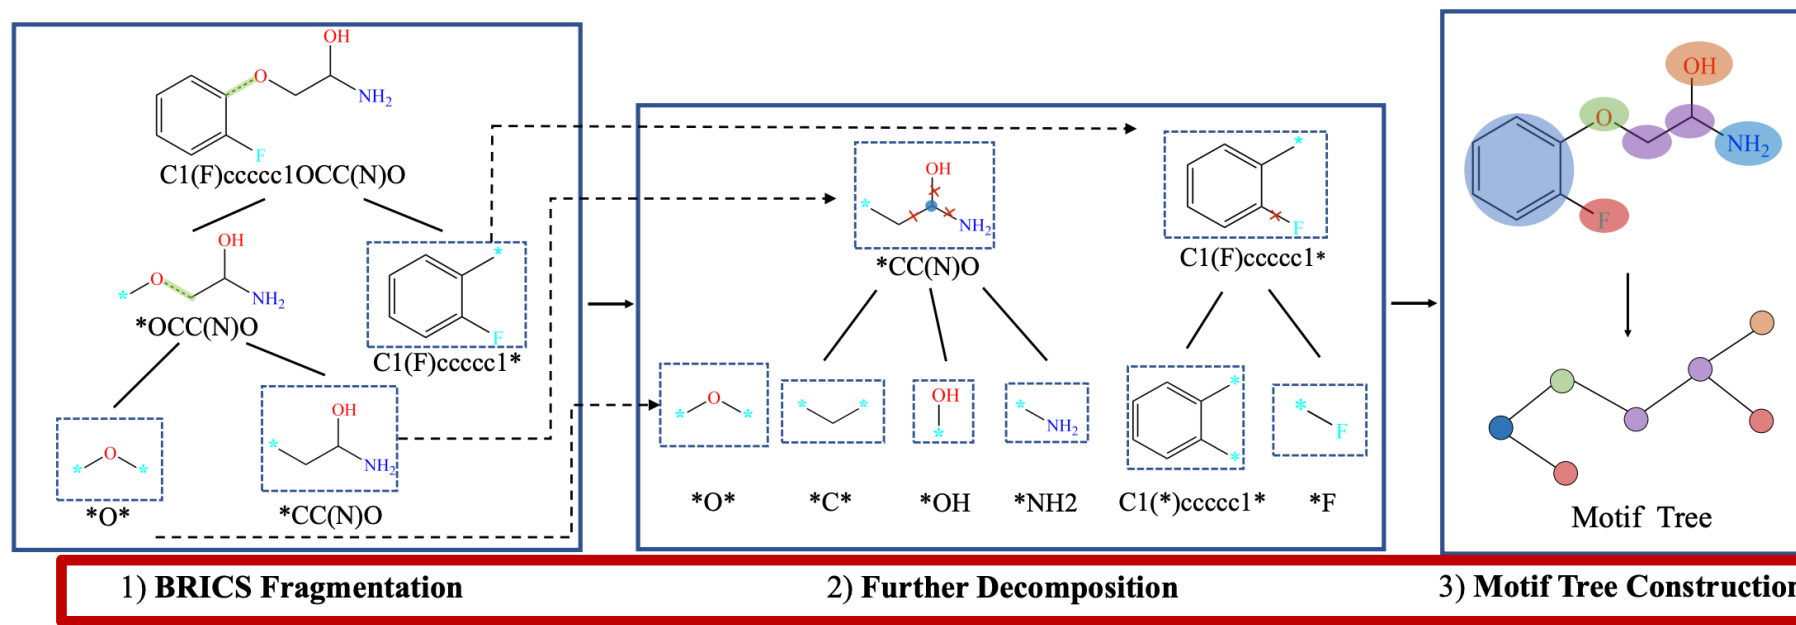 OH
O
NH2
F
C1(F)ccccc1OCC(N)O
OH
* O
NH2
*OCC(N)O
*
F
C1(F)ccccc1*
* O *
*O*
OH
*
NH2
*CC(N)O
OH
*
NH2
*CC(N)O
*
F
C1(F)ccccc1*
* O *
* *
OH
*
*
NH2
*
*
*
F
*O* *C* *OH *NH2 C1(*)ccccc1* *F
OH
O
NH2
F
Motif Tree
1) BRICS Fragmentation 2) Further Decomposition 3) Motif Tree Construction